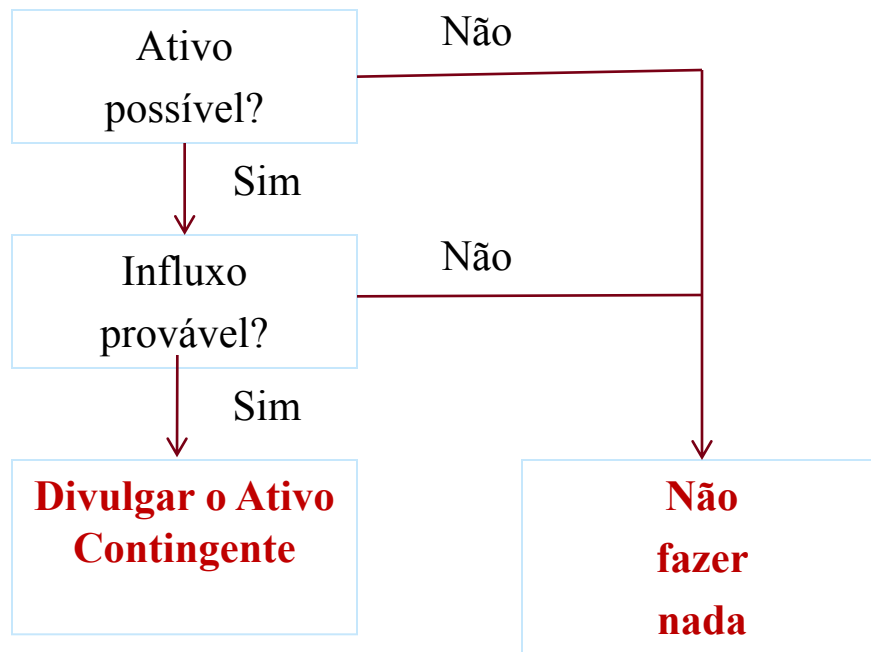 Ativo
possível?
Não
Sim
Influxo
provável?
Não
Sim
Divulgar o Ativo
Contingente
Não
fazer
nada